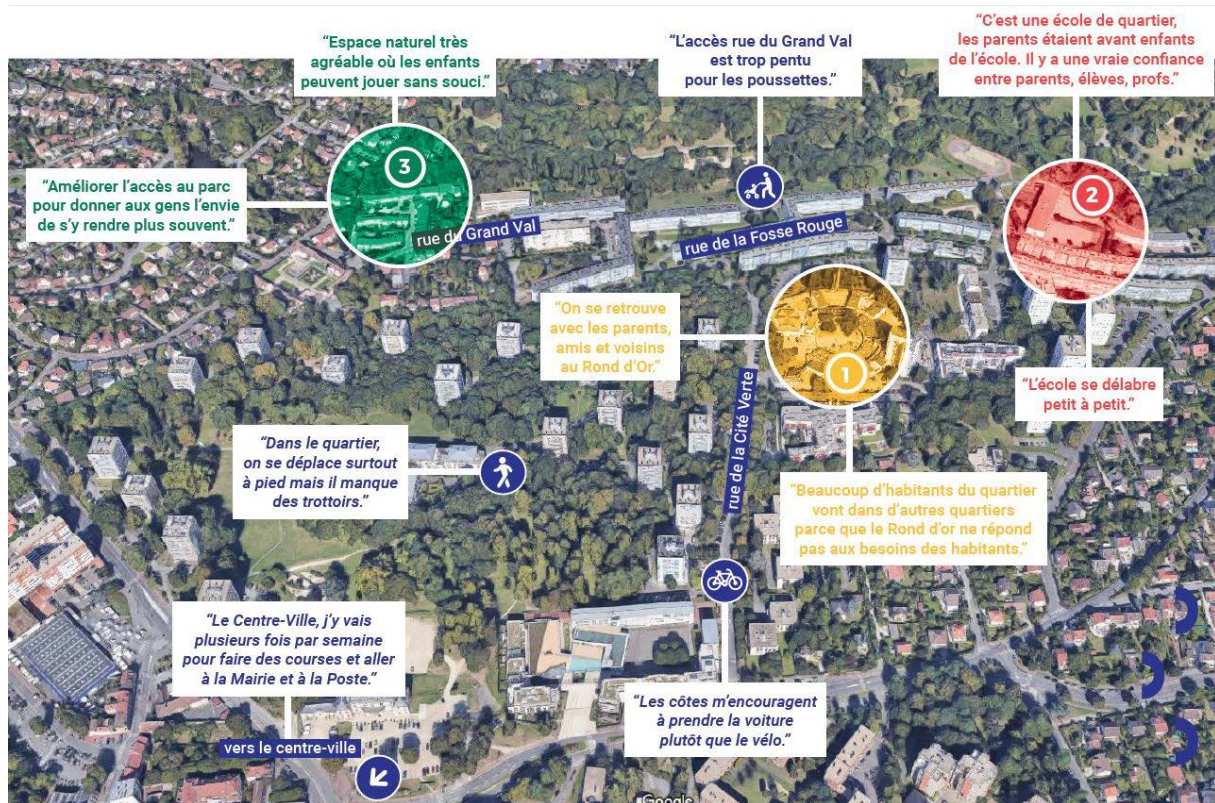 “Espace naturel très
agréable où les enfants
peuvent jouer sans souci.”
“L’accès rue du Grand Val
est trop pentu
pour les poussettes.”
“C’est une école de quartier,
les parents étaient avant enfants
de l’école. Il y a une vraie confiance
entre parents, élèves, profs.”
3
2
“Améliorer l’accès au parc
pour donner aux gens l’envie
de s’y rendre plus souvent.”
rue du Grand Val
rue de la Fosse Rouge
“On se retrouve
avec les parents,
amis et voisins
au Rond d’Or.”
1
“L’école se délabre
petit à petit.”
rue de la Cité Verte
“Dans le quartier,
on se déplace surtout
à pied mais il manque
des trottoirs.”
“Beaucoup d’habitants du quartier
vont dans d’autres quartiers
parce que le Rond d’or ne répond
pas aux besoins des habitants.”
“Le Centre-Ville, j’y vais
plusieurs fois par semaine
pour faire des courses et aller
à la Mairie et à la Poste.”
“Les côtes m’encouragent
à prendre la voiture
plutôt que le vélo.”
vers le centre-ville
Google